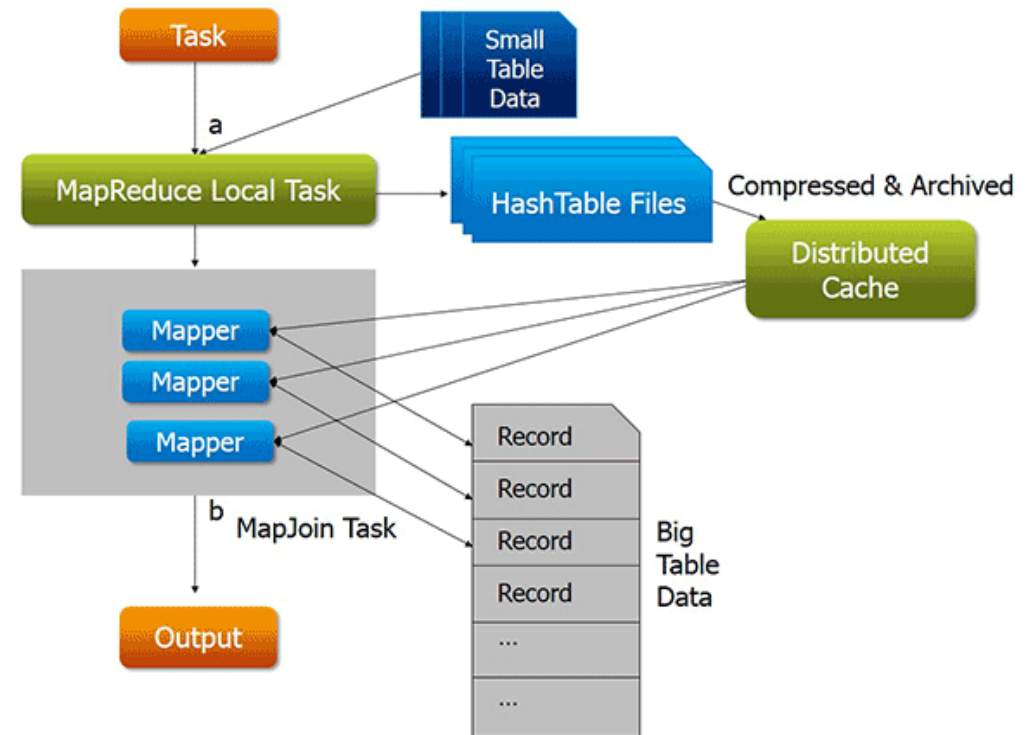 Task
Small
Table
Data
a
MapReduce Local Task
HashTable Files
Compressed & Archived
Distributed
Cache
Mapper
Mapper
Mapper
Record
Record
Record
Record
...
...
Big
Table
Data
b
MapJoin Task
Output